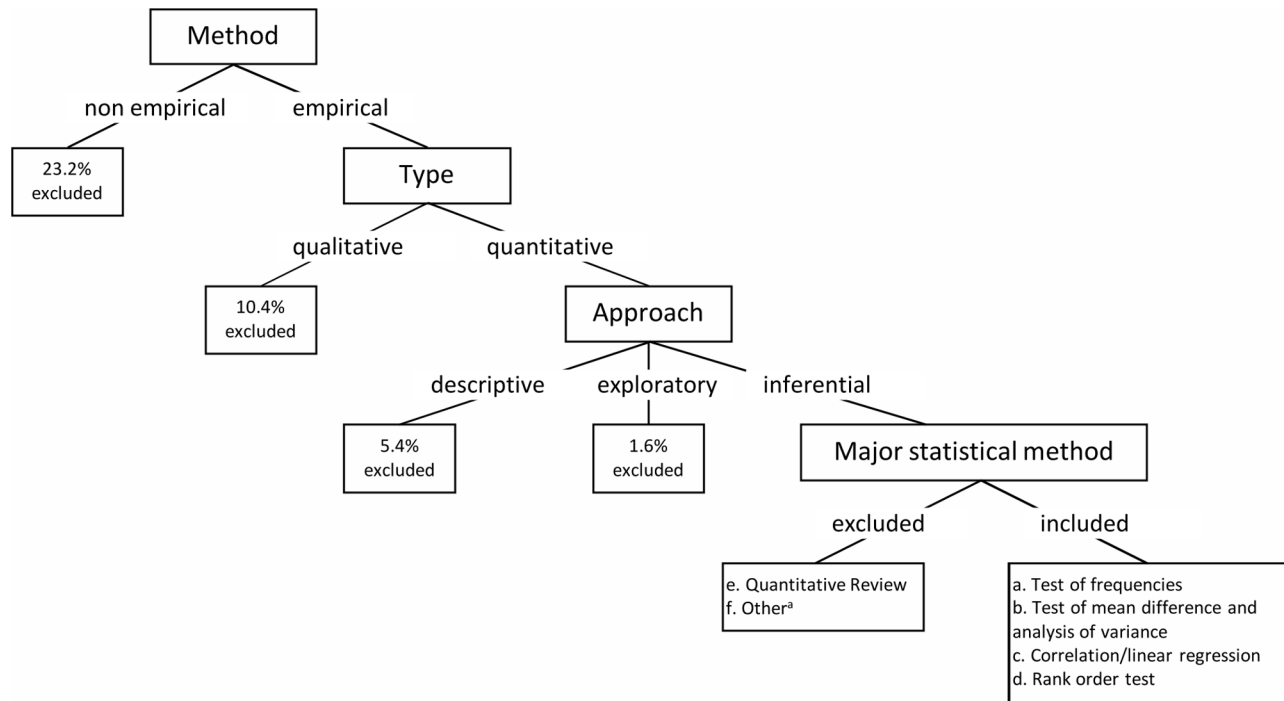 Method
non empirical
empirical
23.2%
excluded
Type
qualitative
quantitative
10.4%
excluded
Approach
descriptive
exploratory
inferential
5.4%
excluded
1.6%
excluded
Major statistical method
excluded
included
e. Quantitative Review
f. Otherᵃ
a. Test of frequencies
b. Test of mean difference and
analysis of variance
c. Correlation/linear regression
d. Rank order test